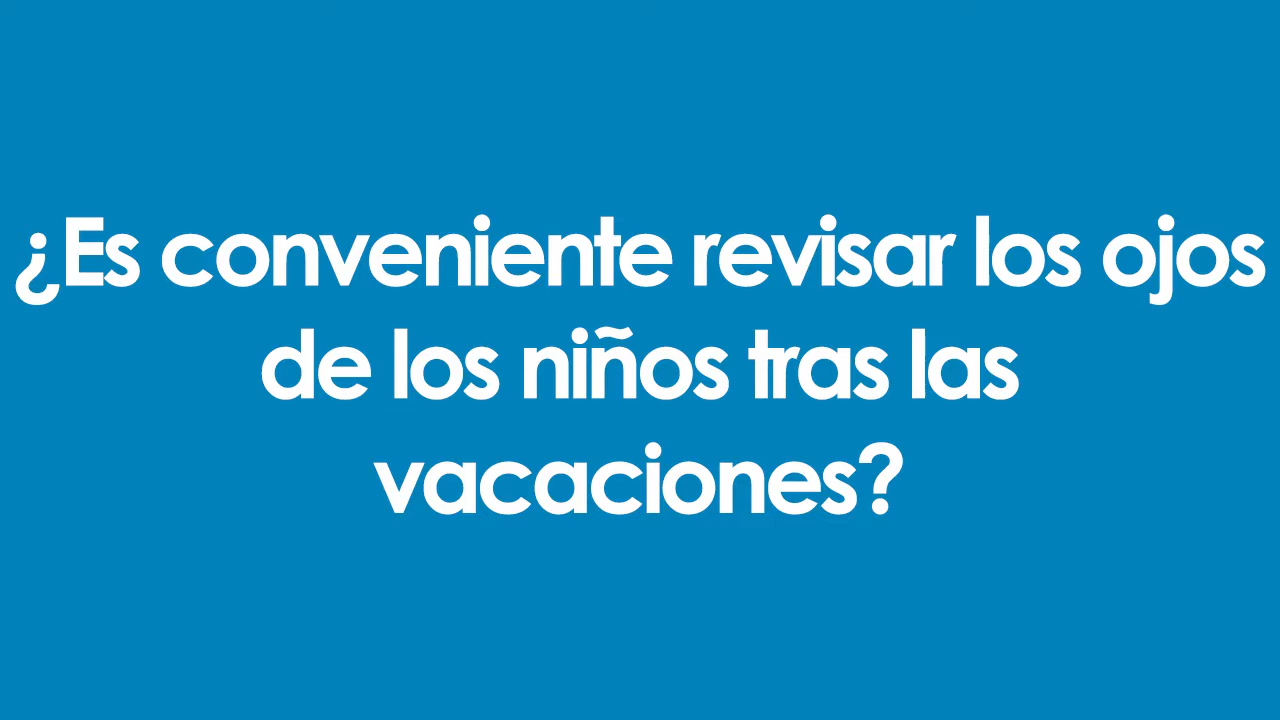 ¿Es conveniente revisar los ojos
de los niños tras las
vacaciones?